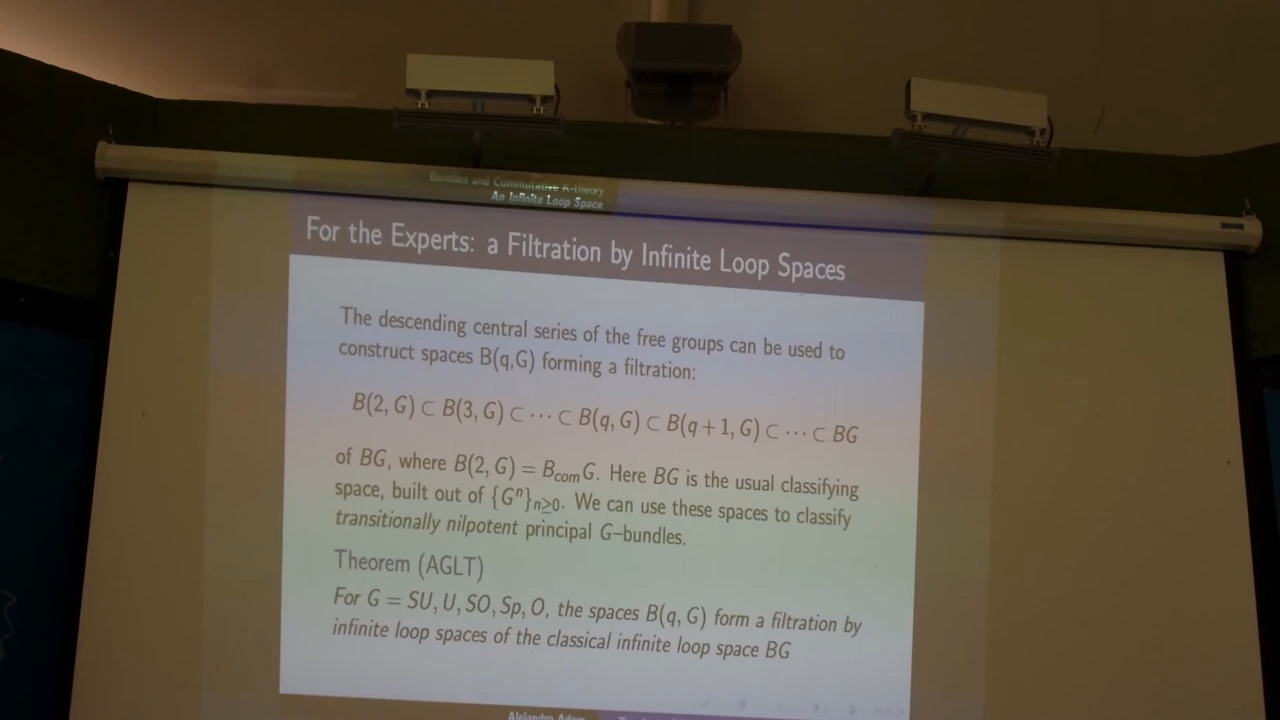 Bundles and Commutative K-theory
An Infinite Loop Space
For the Experts: a Filtration by Infinite Loop Spaces
The descending central series of the free groups can be used to
construct spaces B(q,G) forming a filtration:
B(2, G) ⊂ B(3, G) ⊂ ··· ⊂ B(q, G) ⊂ B(q + 1, G) ⊂ ··· ⊂ BG
of BG, where B(2, G) = B_{com}G. Here BG is the usual classifying
space, built out of {Gⁿ}_{n≥0}. We can use these spaces to classify
transitionally nilpotent principal G–bundles.
Theorem (AGLT)
For G = SU, U, SO, Sp, O, the spaces B(q, G) form a filtration by
infinite loop spaces of the classical infinite loop space BG
Alejandro Adem